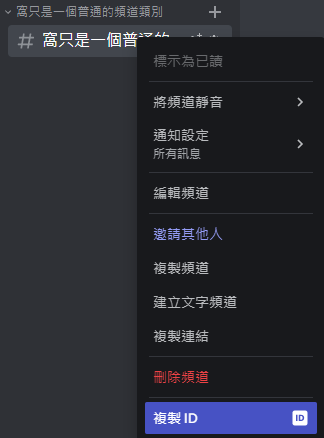 窩只是一個普通的頻道類別
窩只是一個普通的
標示為已讀
將頻道靜音
通知設定
所有訊息
編輯頻道
邀請其他人
複製頻道
建立文字頻道
複製連結
刪除頻道
複製 ID
ID